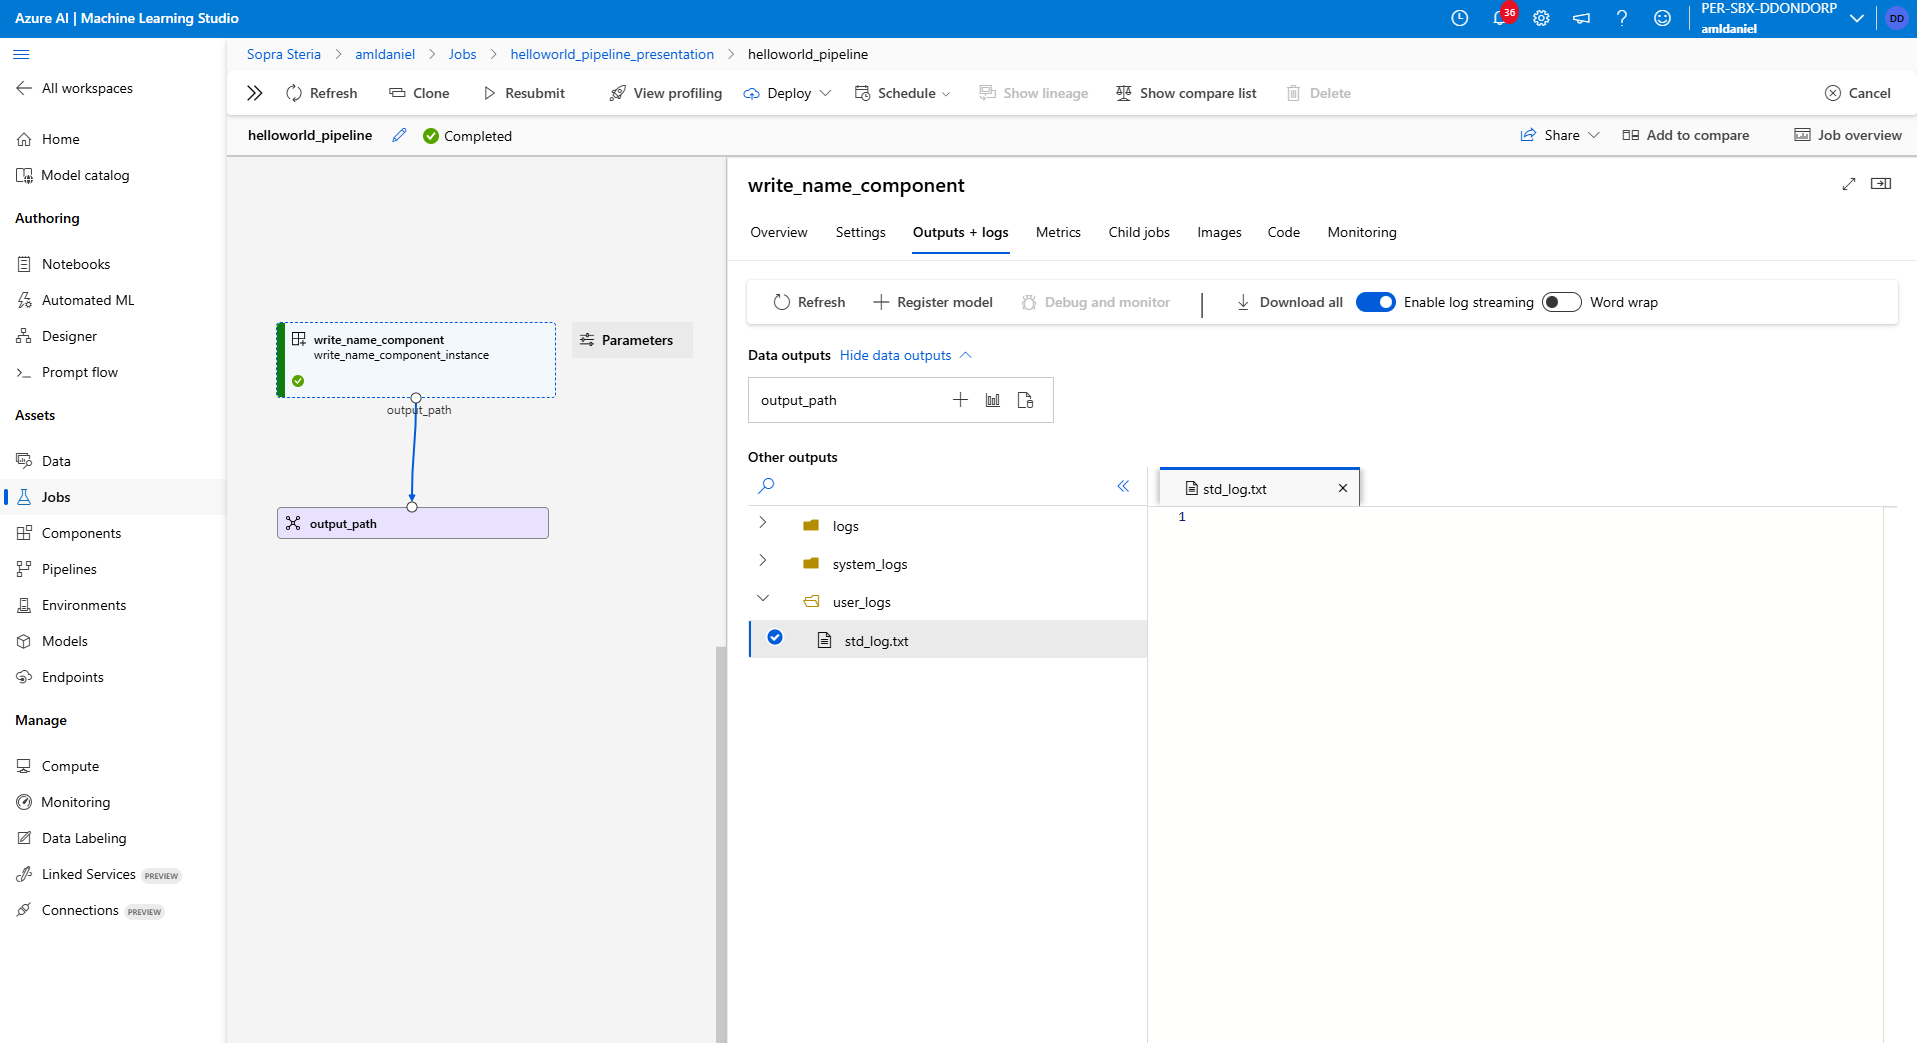 Azure AI | Machine Learning Studio
36
PER-SBX-DDONDORP
amldaniel
DD
All workspaces
Home
Model catalog
Authoring
Notebooks
Automated ML
Designer
Prompt flow
Assets
Data
Jobs
Components
Pipelines
Environments
Models
Endpoints
Manage
Compute
Monitoring
Data Labeling
Linked Services PREVIEW
Connections PREVIEW
Sopra Steria > amldaniel > Jobs > helloworld_pipeline_presentation > helloworld_pipeline
Refresh Clone Resubmit View profiling Deploy Schedule Show lineage Show compare list Delete Cancel
helloworld_pipeline Completed Share Add to compare Job overview
write_name_component
write_name_component_instance
Parameters
output_path
output_path
write_name_component
Overview Settings Outputs + logs Metrics Child jobs Images Code Monitoring
Refresh Register model Debug and monitor Download all Enable log streaming Word wrap
Data outputs Hide data outputs
output_path
Other outputs
logs
system_logs
user_logs
std_log.txt
std_log.txt
1